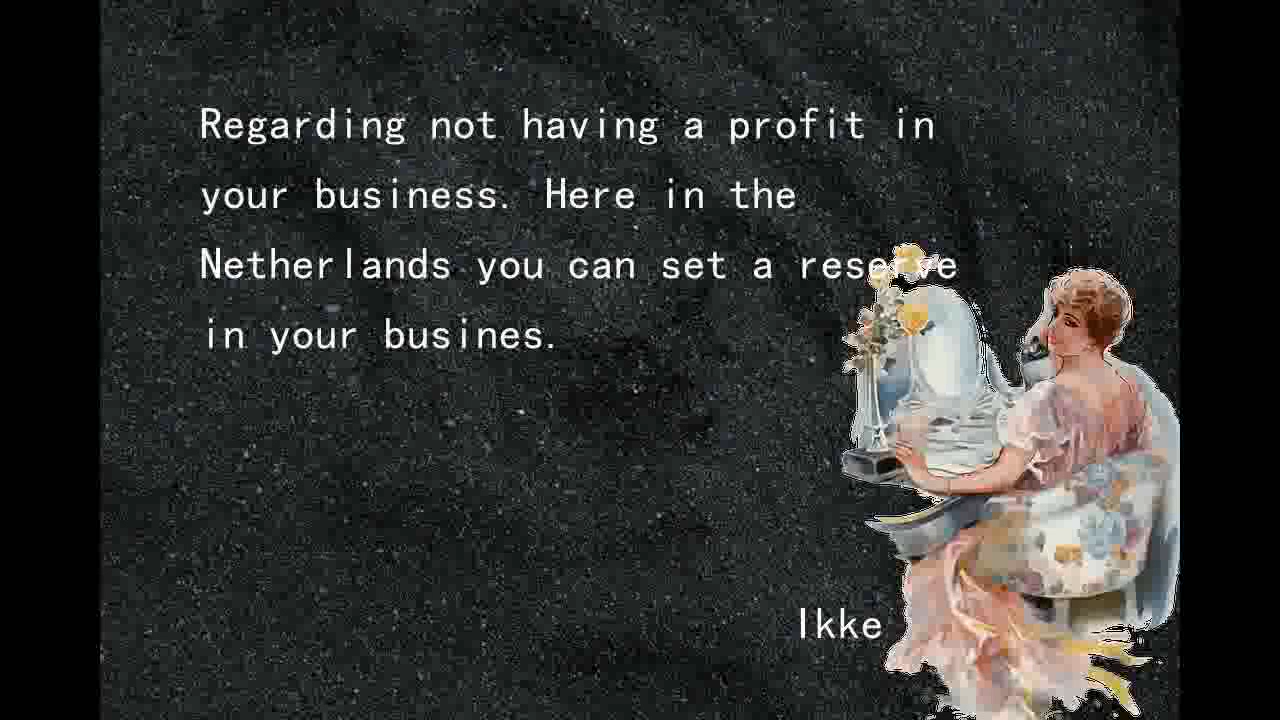 Regarding not having a profit in
your business. Here in the
Netherlands you can set a reserve
in your busines.
Ikke